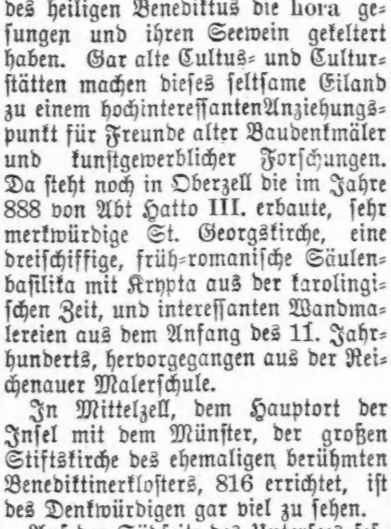 des heiligen Benediktus die hora ge-
sungen und ihren Seewein gekeltert
haben. Gar alte Cultus- und Cultur-
stätten machen dieses seltsame Eiland
zu einem hochinteressanten Anziehungs-
punkt für Freunde alter Baudenkmäler
und kunstgewerblicher Forschungen.
Da steht noch in Oberzell die im Jahre
888 von Abt Hatto III. erbaute, sehr
merkwürdige St. Georgskirche, eine
dreischiffige, früh-romanische Säulen-
basilika mit Krypta aus der karolingi-
schen Zeit, und interessanten Wandma-
lereien aus dem Anfang des 11. Jahr-
hunderts, hervorgegangen aus der Rei-
chenauer Malerschule.
In Mittelzell, dem Hauptort der
Insel mit dem Münster, der großen
Stiftskirche des ehemaligen berühmten
Benediktinerklosters, 816 errichtet, ist
des Denkwürdigen gar viel zu sehen.